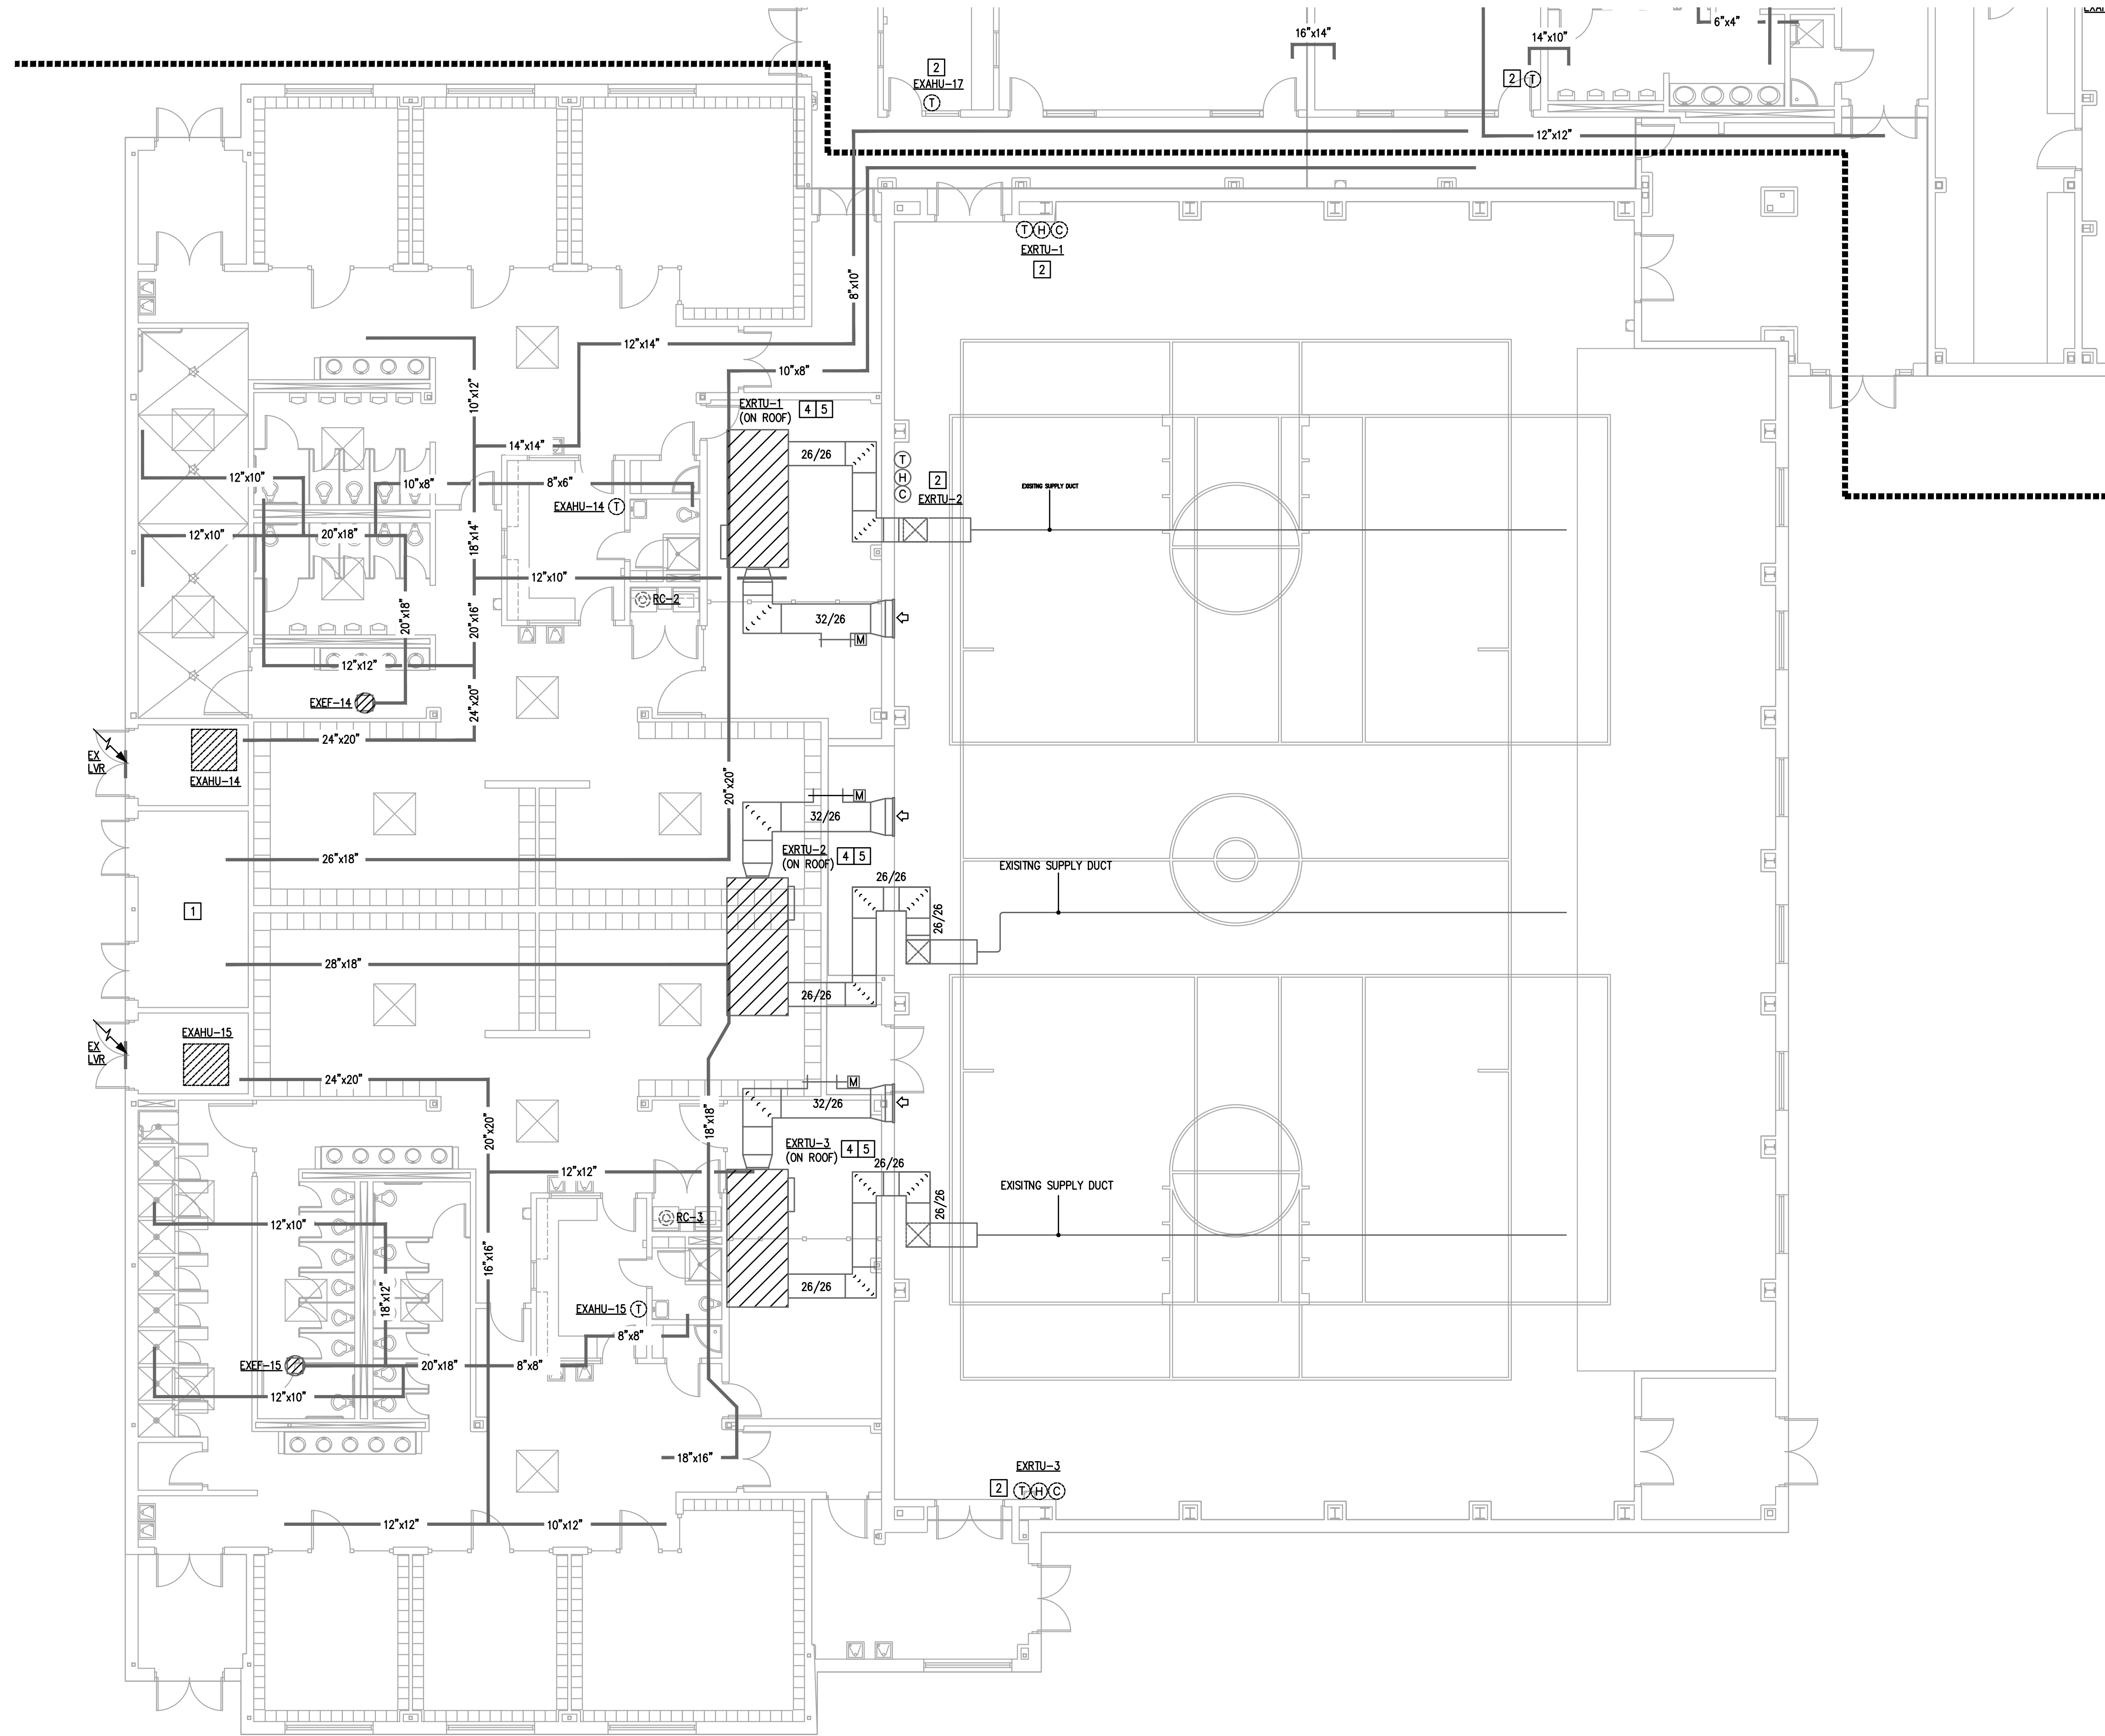 16"x14"
14"x10"
6"x4"
2
EXAHU-17
T
2
T
12"x12"
T H C
EXRTU-1
2
8"x10"
12"x14"
10"x8"
10"x12"
EXRTU-1
(ON ROOF)
4 5
14"x14"
26/26
T
H
C
2
EXRTU-2
12"x10"
10"x8"
8"x6"
EXISITNG SUPPLY DUCT
EXAHU-14
T
12"x10"
20"x18"
18"x14"
12"x10"
RC-2
20"x18"
20"x16"
32/26
M
12"x12"
EXEF-14
24"x20"
24"x20"
EX
LVR
EXAHU-14
20"x20"
M
32/26
EXRTU-2
(ON ROOF)
4 5
26"x18"
EXISITNG SUPPLY DUCT
26/26
26/26
1
28"x18"
26/26
EXAHU-15
EX
LVR
24"x20"
M
32/26
18"x18"
20"x20"
EXRTU-3
(ON ROOF)
4 5
26/26
12"x12"
EXISITNG SUPPLY DUCT
26/26
RC-3
12"x10"
16"x16"
26/26
18"x12"
EXAHU-15
T
8"x8"
EXEF-15
20"x18"
8"x8"
12"x10"
18"x16"
EXRTU-3
2
T H C
12"x12"
10"x12"